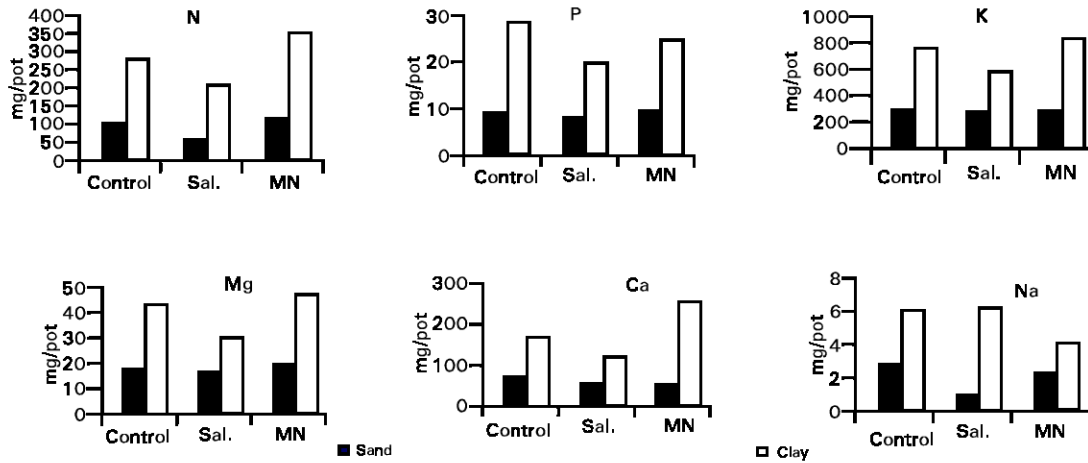 N
400
350
300
250
200
150
100
50
0
mg/pot
Control Sal. MN
P
30
20
10
0
mg/pot
Control Sal. MN
K
1000
800
600
400
200
0
mg/pot
Control Sal. MN
Mg
50
40
30
20
10
0
mg/pot
Control Sal. MN
Ca
300
200
100
0
mg/pot
Control Sal. MN
Na
8
6
4
2
0
mg/pot
Control Sal. MN
Sand
Clay